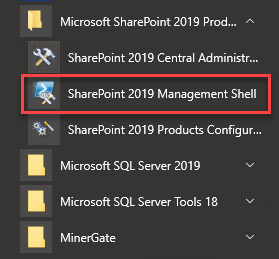 Microsoft SharePoint 2019 Prod...
SharePoint 2019 Central Administr...
SharePoint 2019 Management Shell
SharePoint 2019 Products Configur...
Microsoft SQL Server 2019
Microsoft SQL Server Tools 18
MinerGate